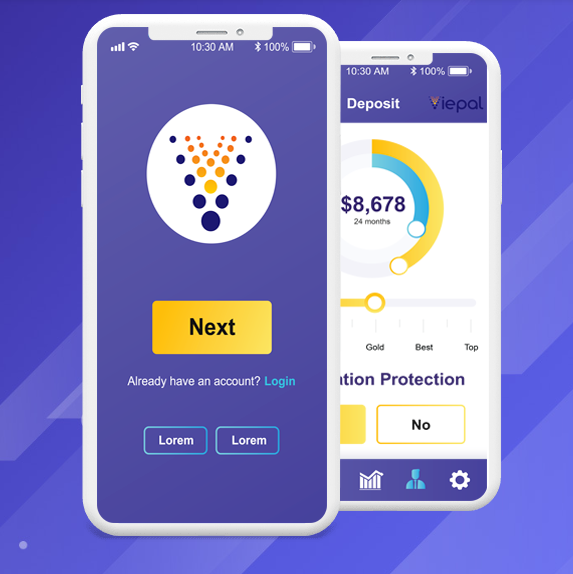 10:30 AM
100%
Next
Already have an account? Login
Lorem
Lorem
10:30 AM
100%
Deposit
Viepal
$8,678
24 months
Gold
Best
Top
tion Protection
No